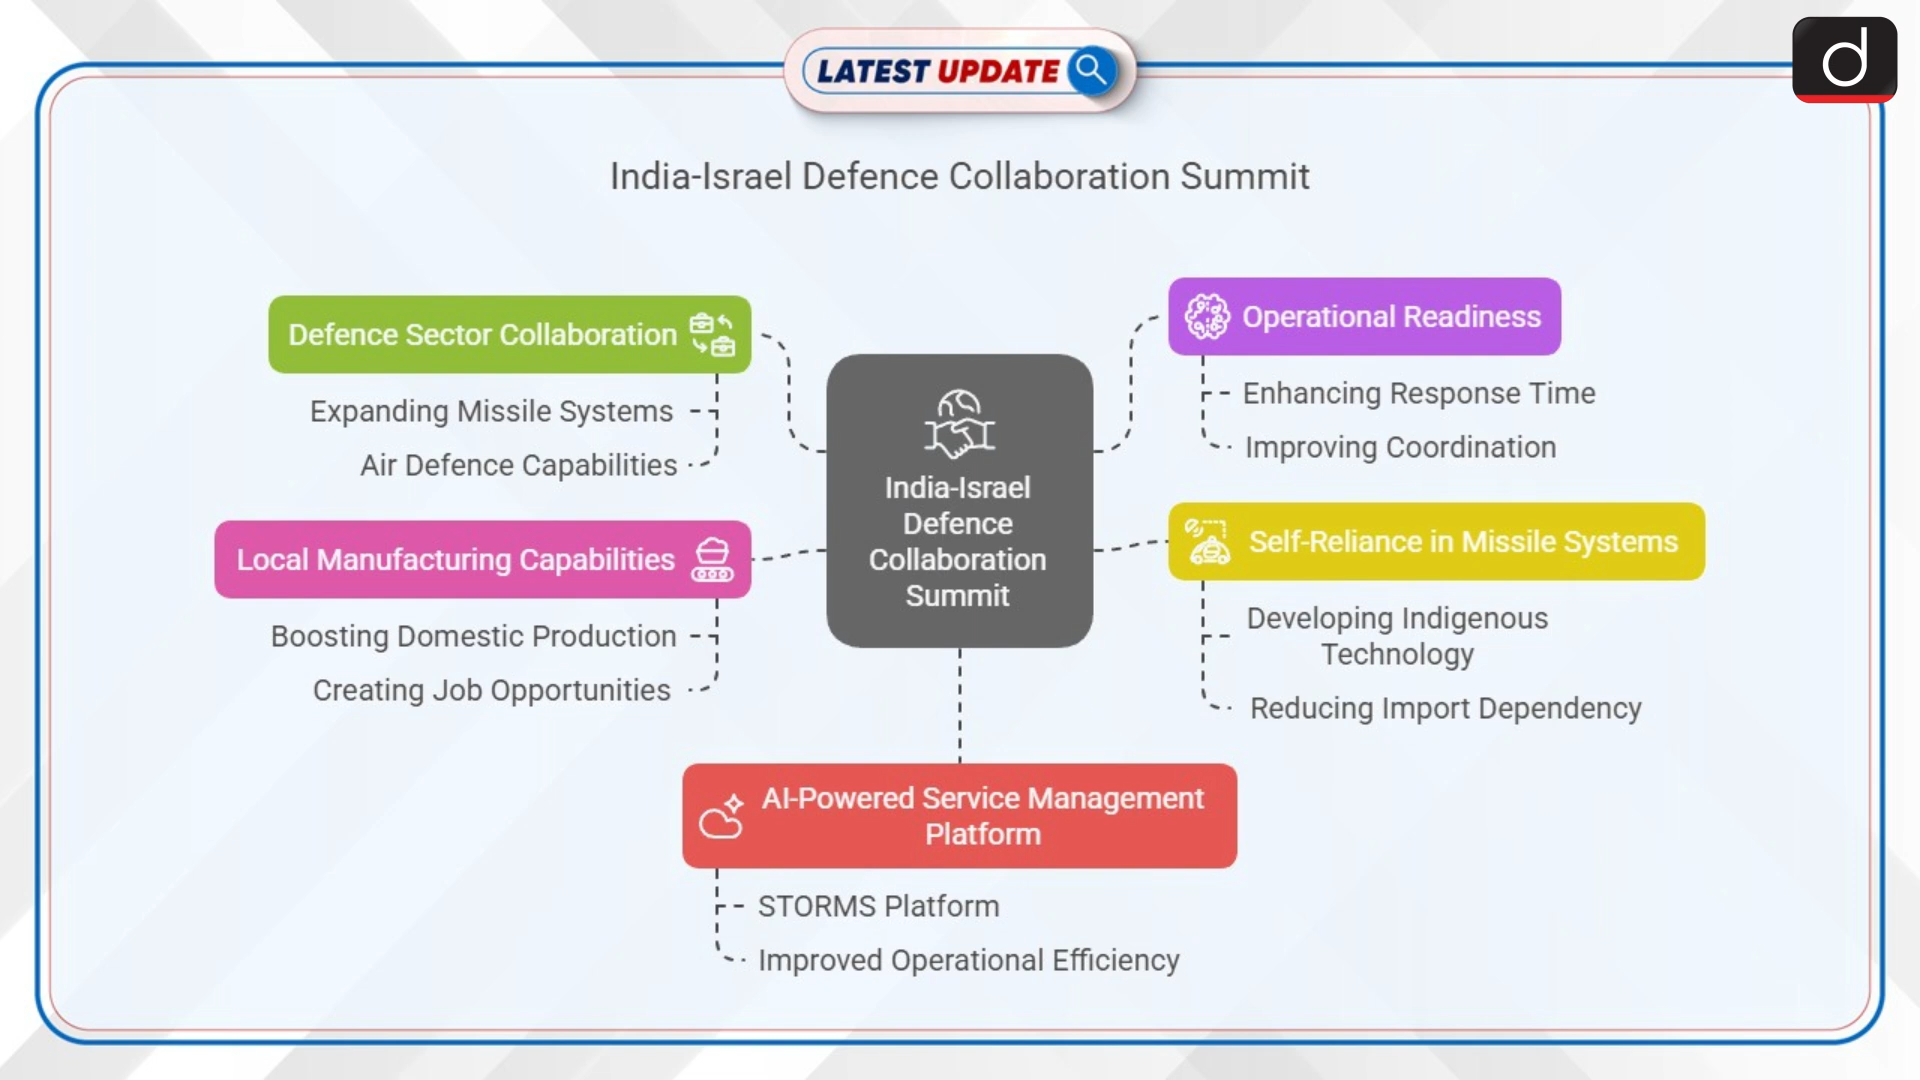 LATEST UPDATE
d
India-Israel Defence Collaboration Summit
Defence Sector Collaboration
Expanding Missile Systems
Air Defence Capabilities
Local Manufacturing Capabilities
Boosting Domestic Production
Creating Job Opportunities
India-Israel
Defence
Collaboration
Summit
Operational Readiness
Enhancing Response Time
Improving Coordination
Self-Reliance in Missile Systems
Developing Indigenous
Technology
Reducing Import Dependency
AI-Powered Service Management
Platform
STORMS Platform
Improved Operational Efficiency